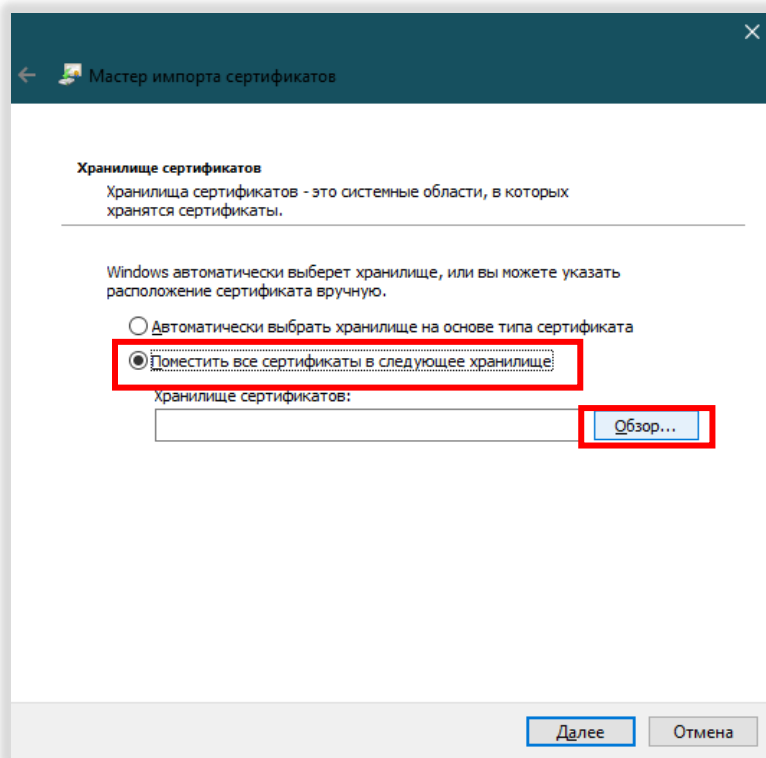 Мастер импорта сертификатов
Хранилище сертификатов
Хранилища сертификатов - это системные области, в которых
хранятся сертификаты.
Windows автоматически выберет хранилище, или вы можете указать
расположение сертификата вручную.
Автоматически выбрать хранилище на основе типа сертификата
Поместить все сертификаты в следующее хранилище
Хранилище сертификатов:
Обзор...
Далее
Отмена